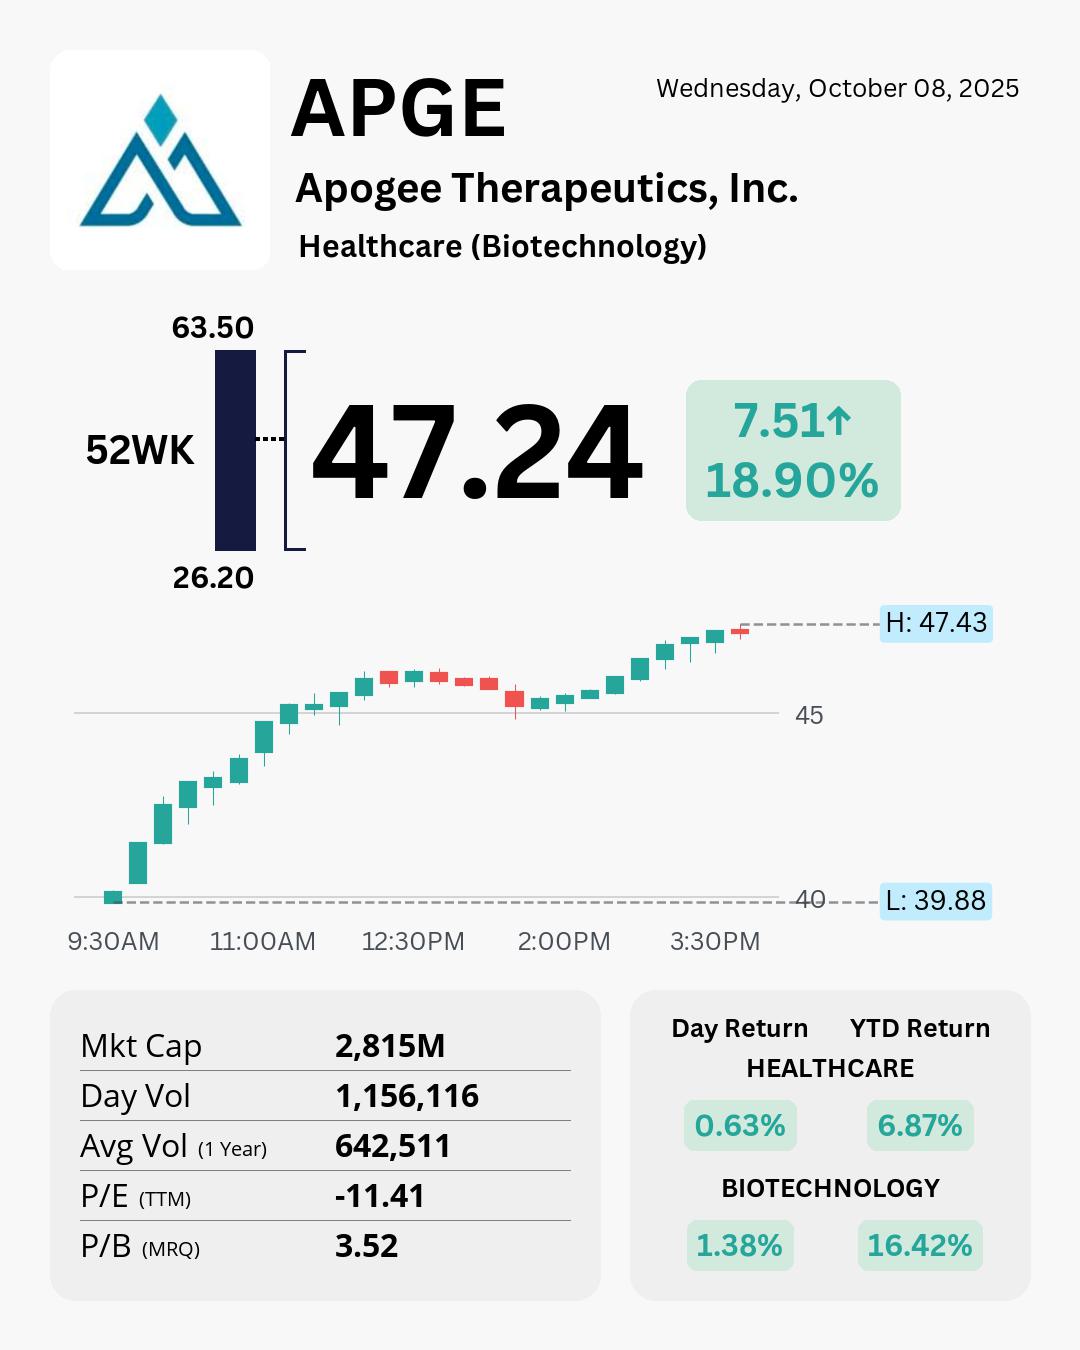 APGE
Wednesday, October 08, 2025
Apogee Therapeutics, Inc.
Healthcare (Biotechnology)
63.50
52WK
26.20
47.24
7.51↑
18.90%
H: 47.43
45
40
L: 39.88
9:30AM 11:00AM 12:30PM 2:00PM 3:30PM
Mkt Cap 2,815M
Day Vol 1,156,116
Avg Vol (1 Year) 642,511
P/E (TTM) -11.41
P/B (MRQ) 3.52
Day Return YTD Return
HEALTHCARE
0.63% 6.87%
BIOTECHNOLOGY
1.38% 16.42%